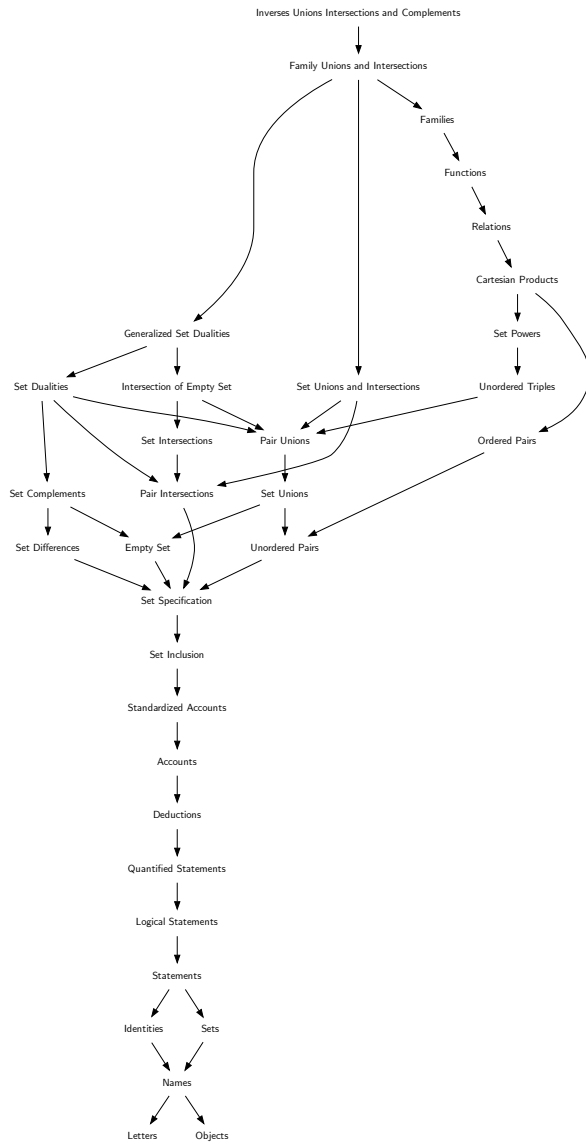 Inverses Unions Intersections and Complements
Family Unions and Intersections
Families
Functions
Relations
Cartesian Products
Generalized Set Dualities
Set Powers
Set Dualities
Intersection of Empty Set
Set Unions and Intersections
Unordered Triples
Set Intersections
Pair Unions
Ordered Pairs
Set Complements
Pair Intersections
Set Unions
Set Differences
Empty Set
Unordered Pairs
Set Specification
Set Inclusion
Standardized Accounts
Accounts
Deductions
Quantified Statements
Logical Statements
Statements
Identities
Sets
Names
Letters
Objects